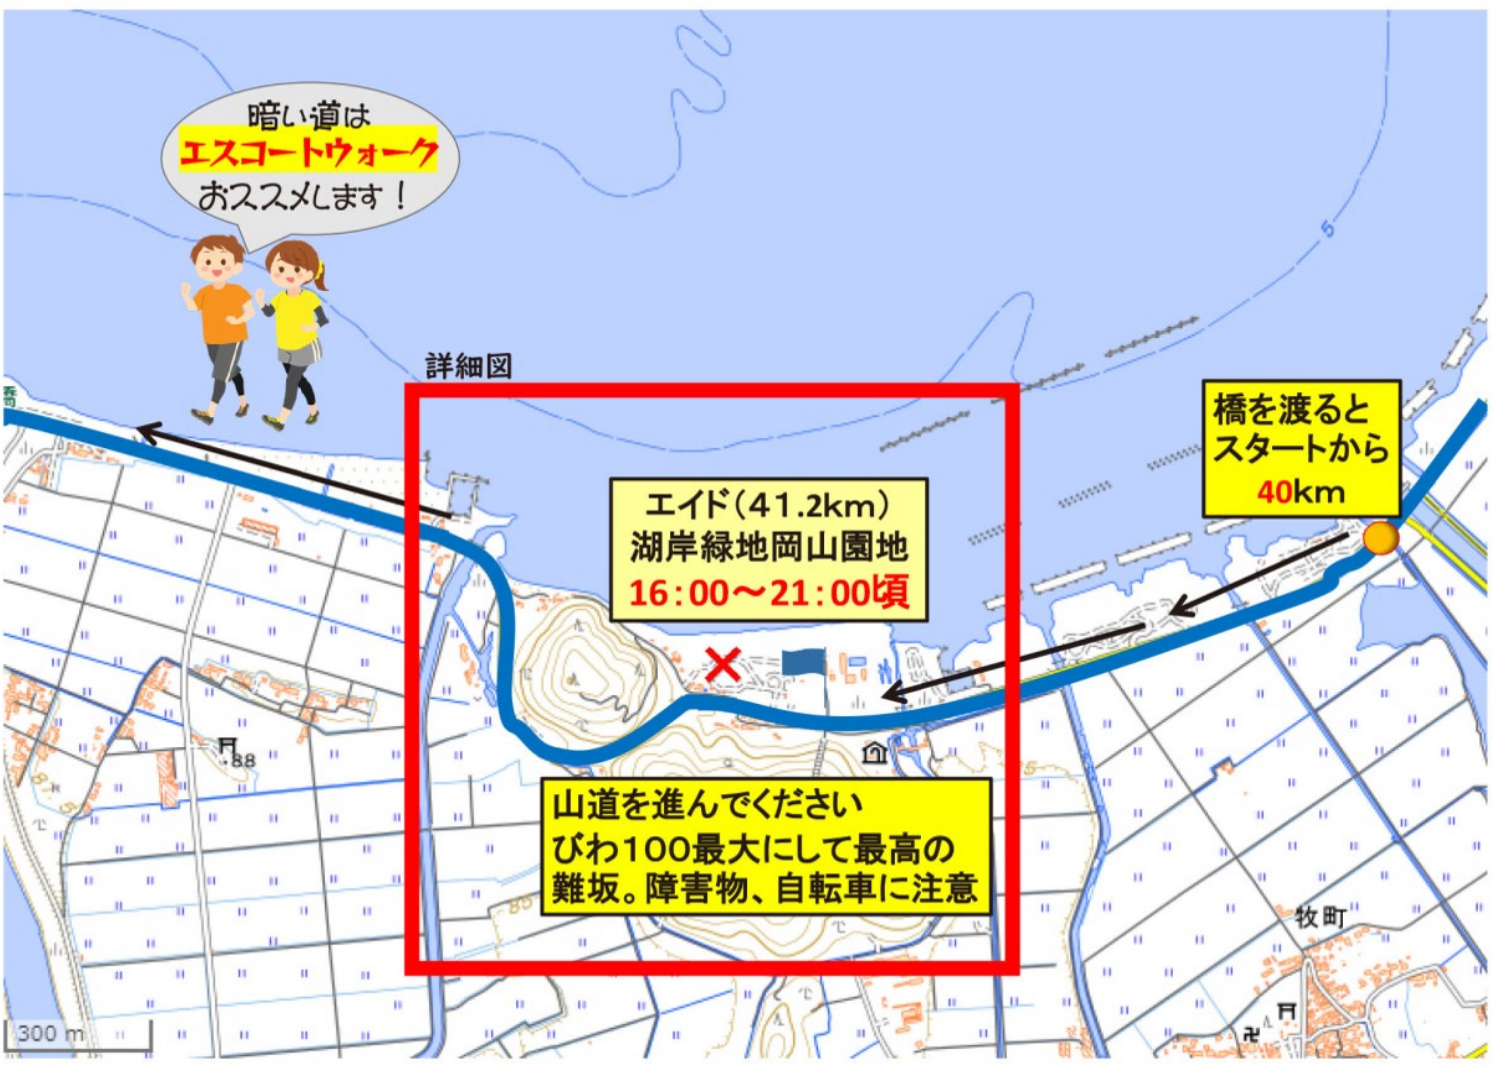 暗い道は
エスコートウォーク
おススメします！
詳細図
橋を渡ると
スタートから
40km
エイド（41.2km）
湖岸緑地岡山園地
16：00～21：00頃
山道を進んでください
びわ100最大にして最高の
難坂。障害物、自転車に注意
5
88
牧町
300 m